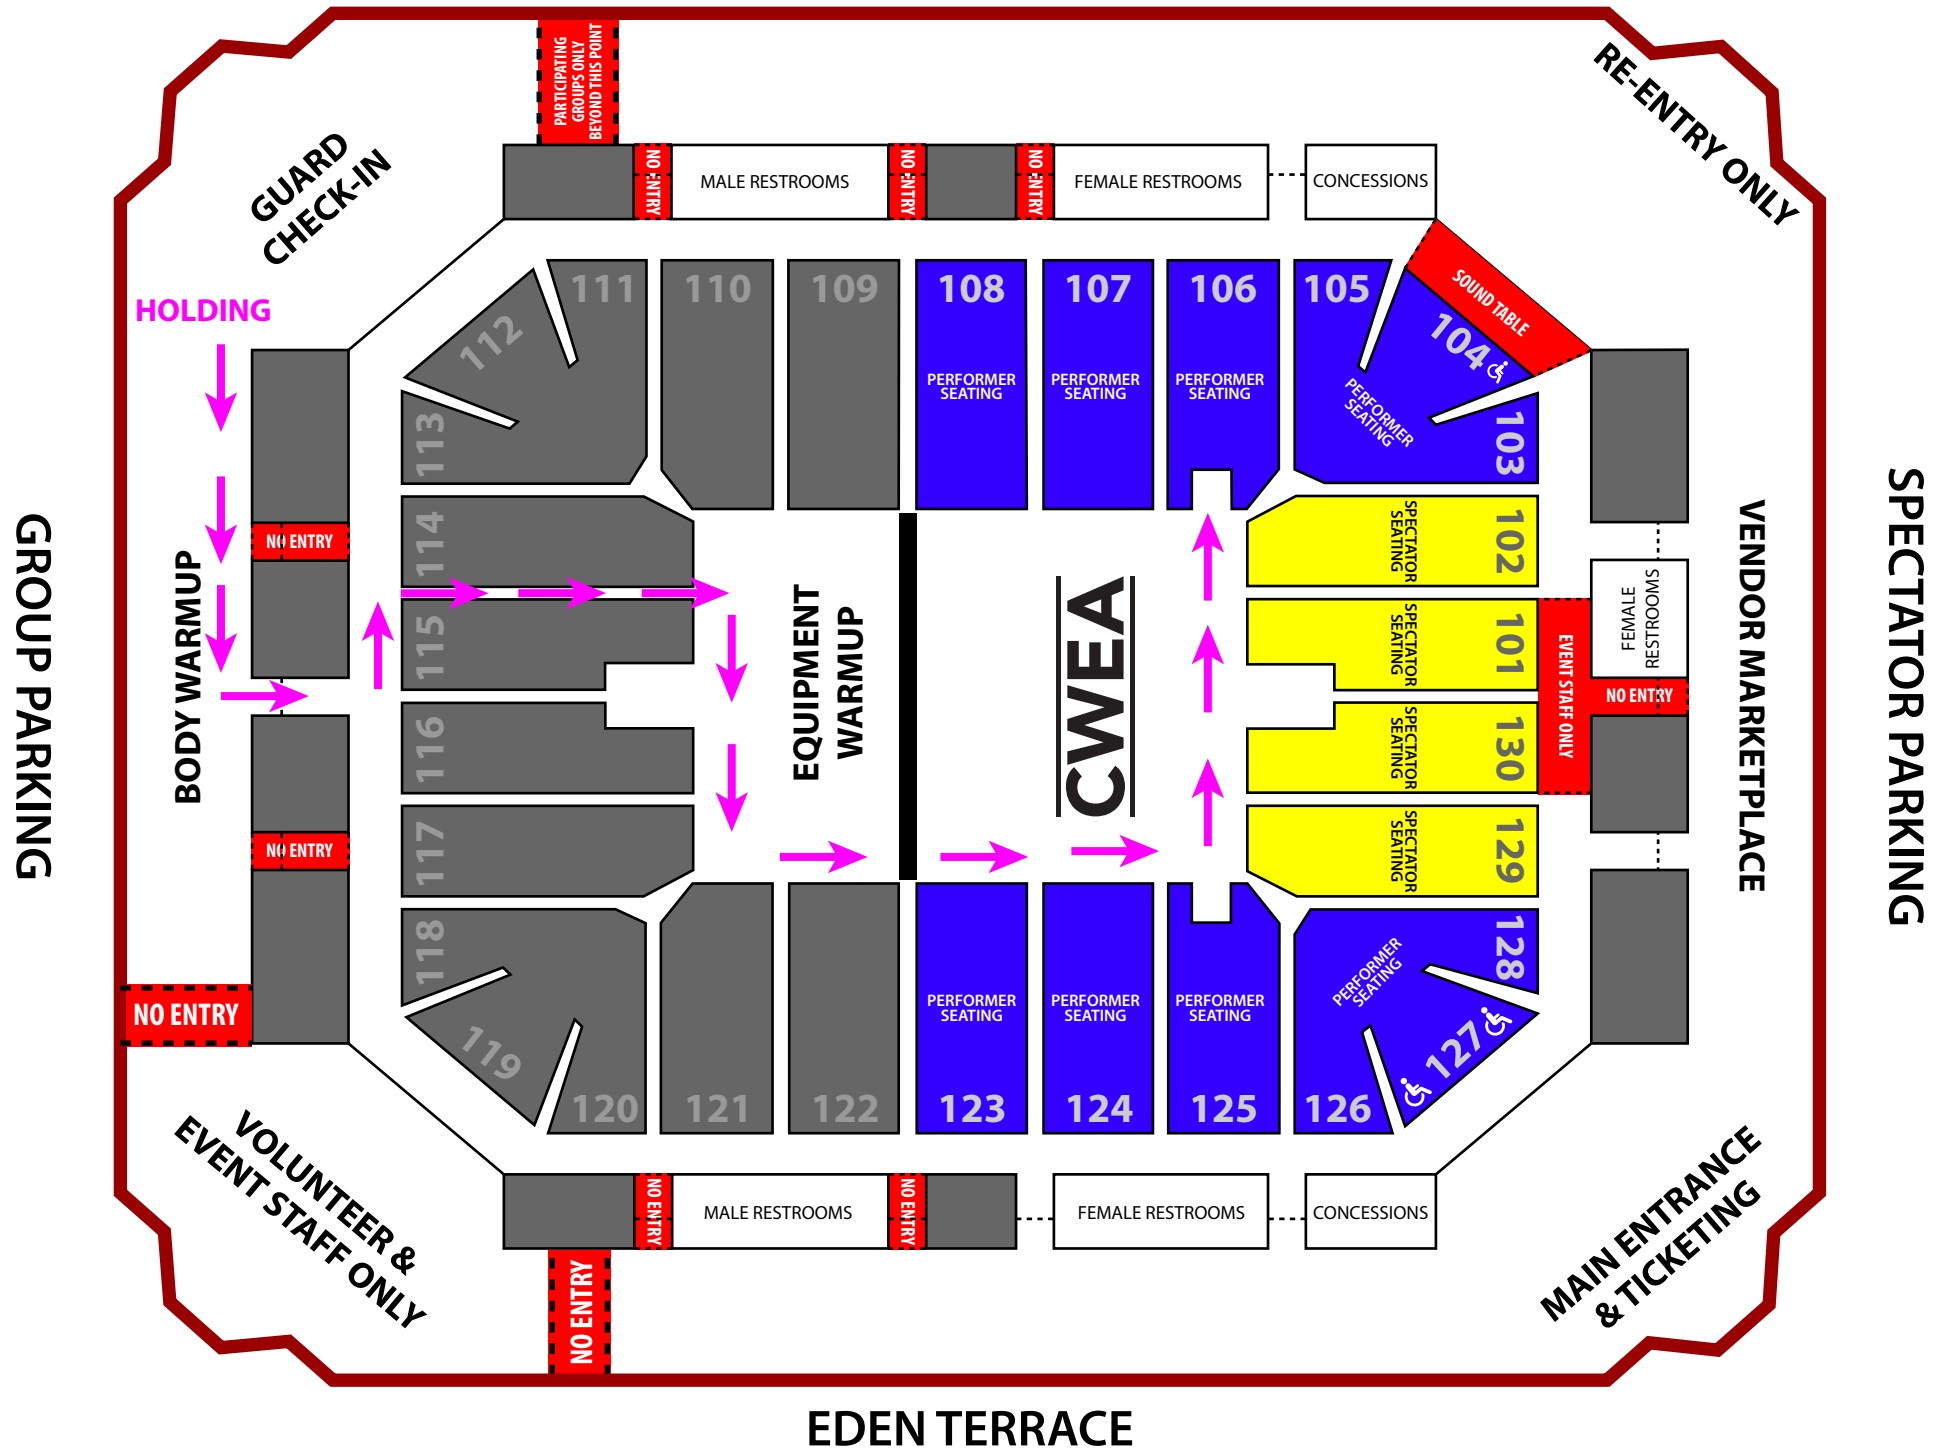 PARTICIPATING
GROUPS ONLY
BEYOND THIS POINT
RE-ENTRY ONLY
GUARD
CHECK-IN
NO ENTRY
MALE RESTROOMS
NO ENTRY
NO ENTRY
FEMALE RESTROOMS
CONCESSIONS
SOUND TABLE
HOLDING
111
110
109
108
107
106
105
112
104
PERFORMER
SEATING
PERFORMER
SEATING
PERFORMER
SEATING
PERFORMER
SEATING
113
103
114
SPECTATOR
SEATING
102
NO ENTRY
GROUP PARKING
BODY WARMUP
115
EQUIPMENT
WARMUP
CWEA
SPECTATOR
SEATING
101
EVENT STAFF ONLY
FEMALE
RESTROOMS
NO ENTRY
VENDOR MARKETPLACE
SPECTATOR PARKING
116
SPECTATOR
SEATING
130
117
SPECTATOR
SEATING
129
NO ENTRY
118
128
PERFORMER
SEATING
PERFORMER
SEATING
PERFORMER
SEATING
PERFORMER
SEATING
NO ENTRY
119
127
120
121
122
123
124
125
126
VOLUNTEER &
EVENT STAFF ONLY
NO ENTRY
MALE RESTROOMS
NO ENTRY
FEMALE RESTROOMS
CONCESSIONS
MAIN ENTRANCE
& TICKETING
NO ENTRY
EDEN TERRACE